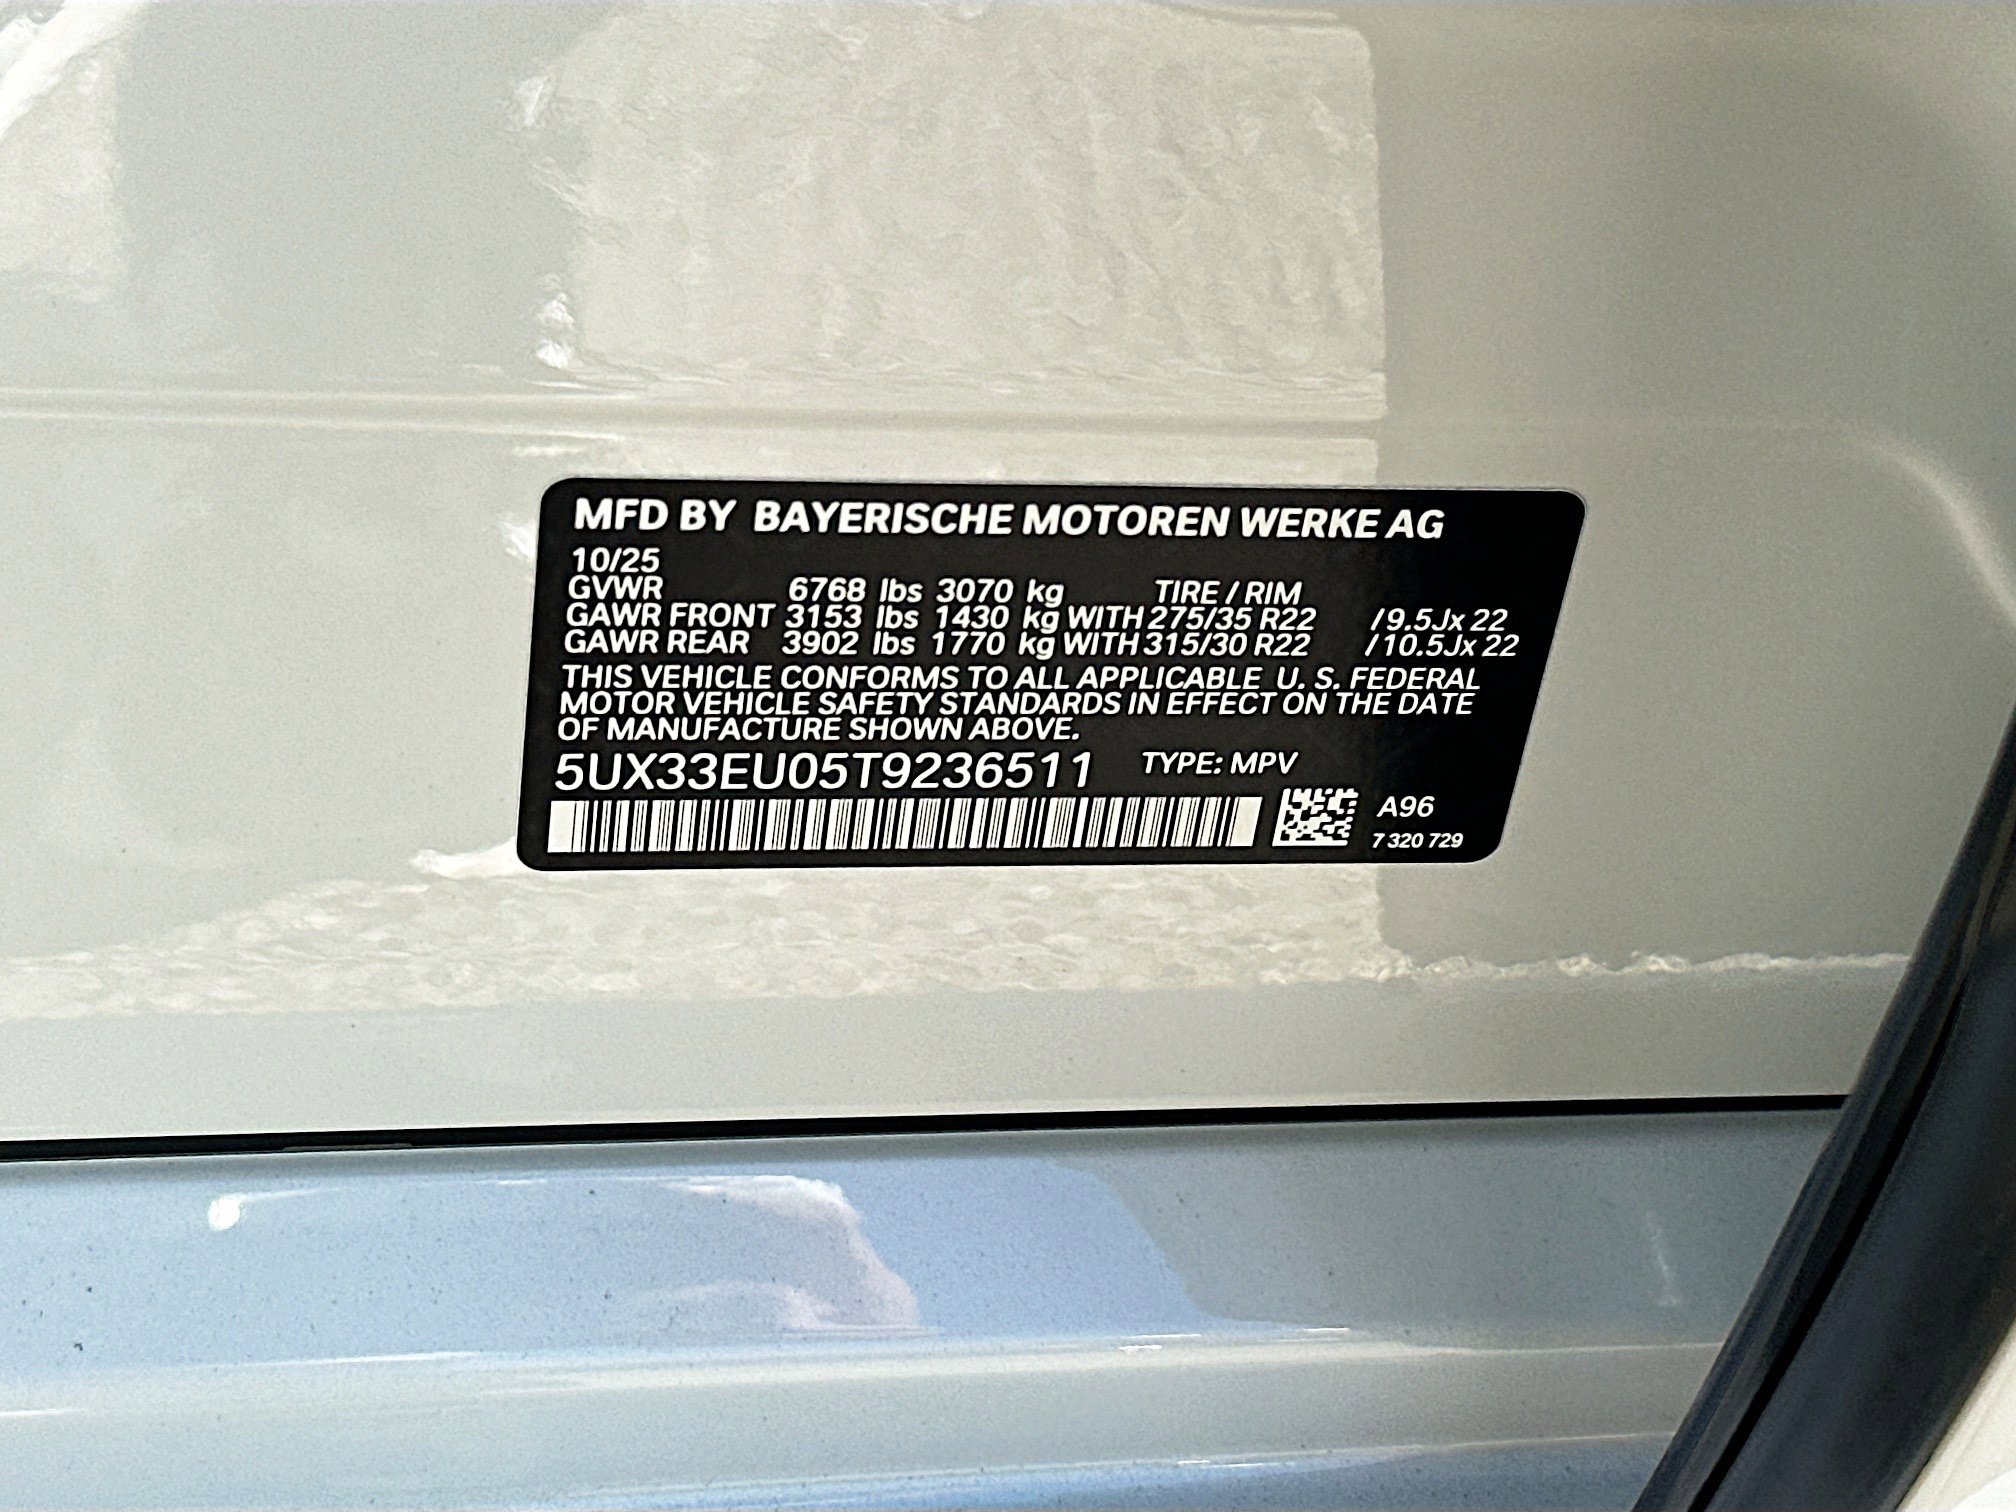 MFD BY BAYERISCHE MOTOREN WERKE AG
10/25
GVWR 6768 lbs 3070 kg TIRE / RIM
GAWR FRONT 3153 lbs 1430 kg WITH 275/35 R22 / 9.5Jx 22
GAWR REAR 3902 lbs 1770 kg WITH 315/30 R22 / 10.5Jx 22
THIS VEHICLE CONFORMS TO ALL APPLICABLE U. S. FEDERAL
MOTOR VEHICLE SAFETY STANDARDS IN EFFECT ON THE DATE
OF MANUFACTURE SHOWN ABOVE.
5UX33EU05T9236511 TYPE: MPV
A96
7 320 729